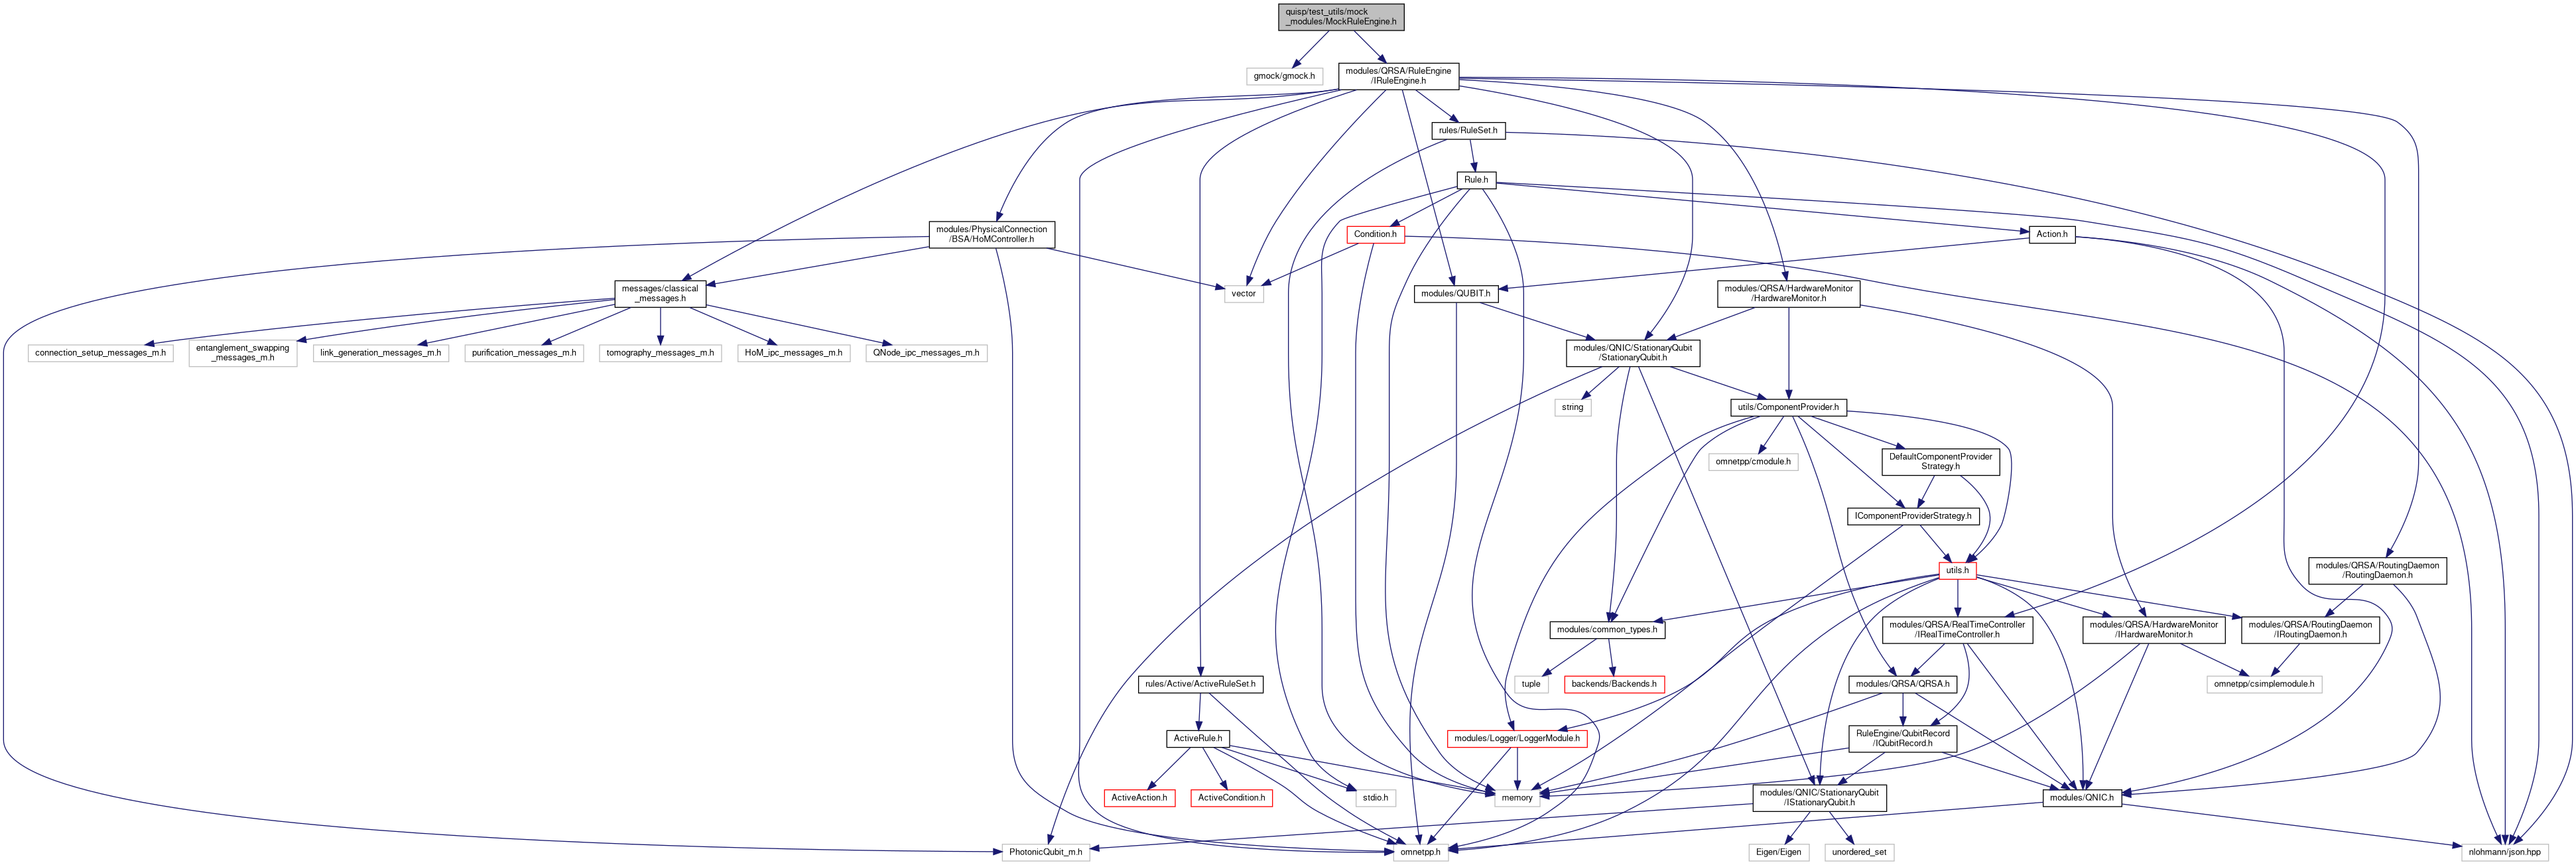 quisp/test_utils/mock
_modules/MockRuleEngine.h
gmock/gmock.h
modules/QRSA/RuleEngine
/IRuleEngine.h
rules/RuleSet.h
Rule.h
modules/PhysicalConnection
/BSA/HoMController.h
Condition.h
Action.h
messages/classical
_messages.h
vector
modules/QUBIT.h
modules/QRSA/HardwareMonitor
/HardwareMonitor.h
connection_setup_messages_m.h
entanglement_swapping
_messages_m.h
link_generation_messages_m.h
purification_messages_m.h
tomography_messages_m.h
HoM_ipc_messages_m.h
QNode_ipc_messages_m.h
modules/QNIC/StationaryQubit
/StationaryQubit.h
string
utils/ComponentProvider.h
omnetpp/cmodule.h
DefaultComponentProvider
Strategy.h
IComponentProviderStrategy.h
utils.h
modules/QRSA/RoutingDaemon
/RoutingDaemon.h
modules/common_types.h
modules/QRSA/RealTimeController
/IRealTimeController.h
modules/QRSA/HardwareMonitor
/IHardwareMonitor.h
modules/QRSA/RoutingDaemon
/IRoutingDaemon.h
rules/Active/ActiveRuleSet.h
tuple
backends/Backends.h
modules/QRSA/QRSA.h
omnetpp/csimplemodule.h
ActiveRule.h
modules/Logger/LoggerModule.h
RuleEngine/QubitRecord
/IQubitRecord.h
ActiveAction.h
ActiveCondition.h
stdio.h
memory
modules/QNIC/StationaryQubit
/IStationaryQubit.h
modules/QNIC.h
PhotonicQubit_m.h
omnetpp.h
Eigen/Eigen
unordered_set
nlohmann/json.hpp